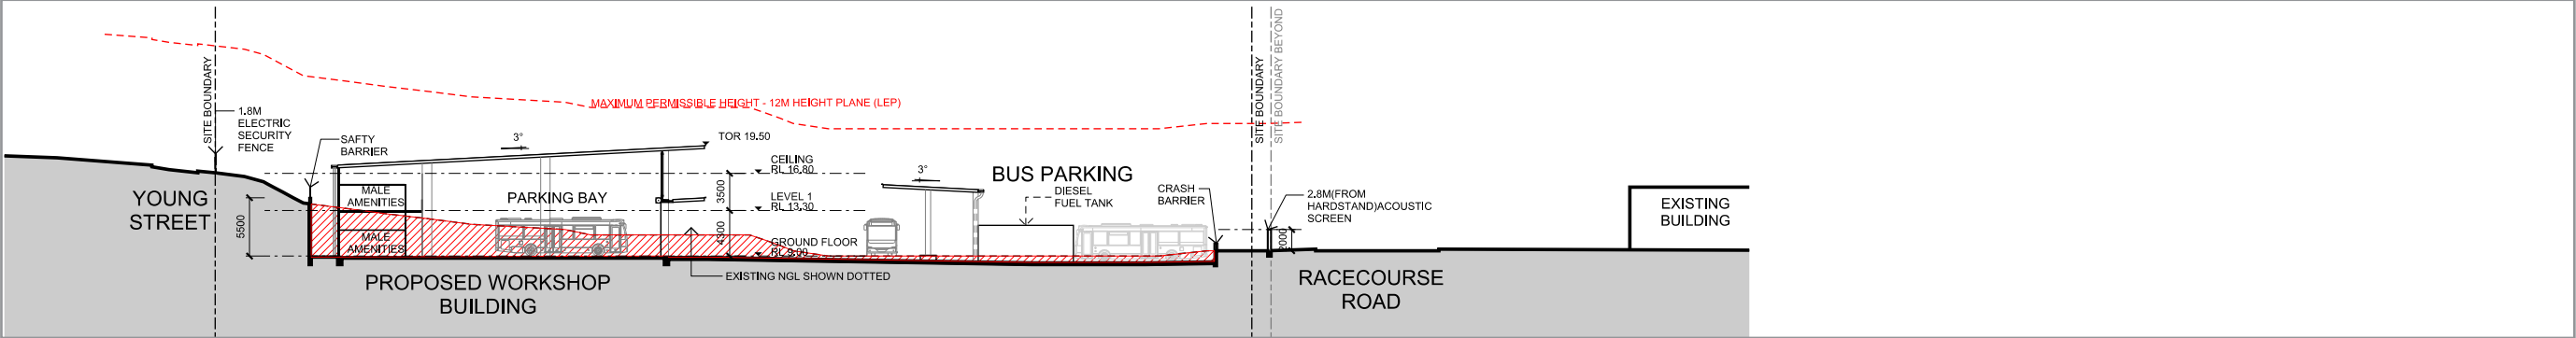 SITE BOUNDARY
1.8M
ELECTRIC
SECURITY
FENCE
SAFTY
BARRIER
YOUNG
STREET
5500
MALE
AMENITIES
MALE
AMENITIES
3°
PARKING BAY
PROPOSED WORKSHOP
BUILDING
MAXIMUM PERMISSIBLE HEIGHT - 12M HEIGHT PLANE (LEP)
TOR 19.50
CEILING
RL 16.80
3500
LEVEL 1
RL 13.30
4300
GROUND FLOOR
RL 9.00
EXISTING NGL SHOWN DOTTED
3°
BUS PARKING
DIESEL
FUEL TANK
CRASH
BARRIER
SITE BOUNDARY
SITE BOUNDARY BEYOND
2.8M(FROM
HARDSTAND)ACOUSTIC
SCREEN
2000
RACECOURSE
ROAD
EXISTING
BUILDING